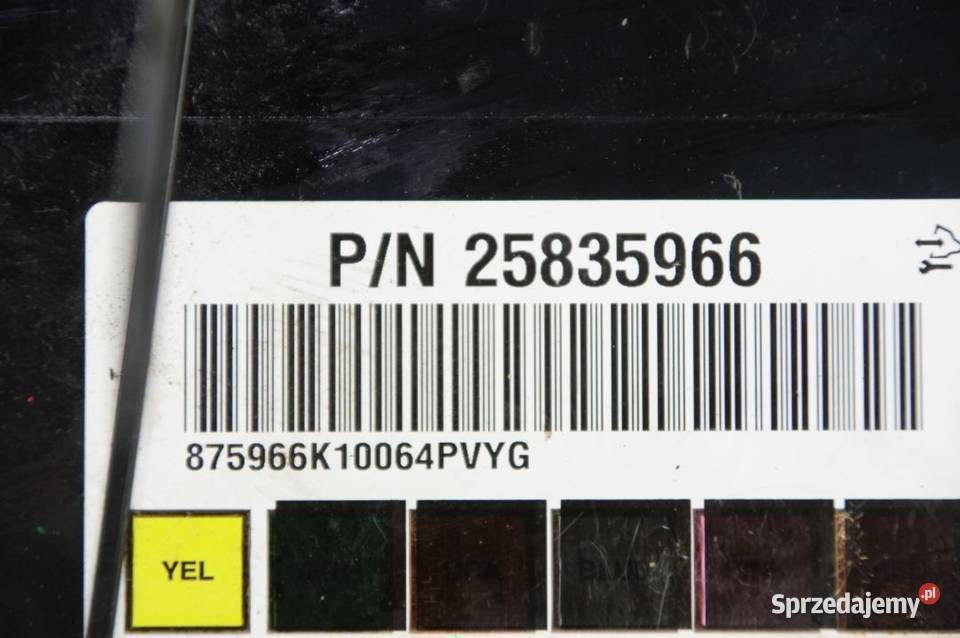 P/N 25835966
875966K10064PVYG
YEL
Sprzedajemy.pl